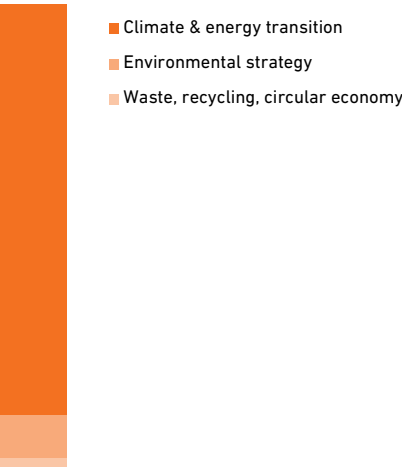 Climate & energy transition
Environmental strategy
Waste, recycling, circular economy